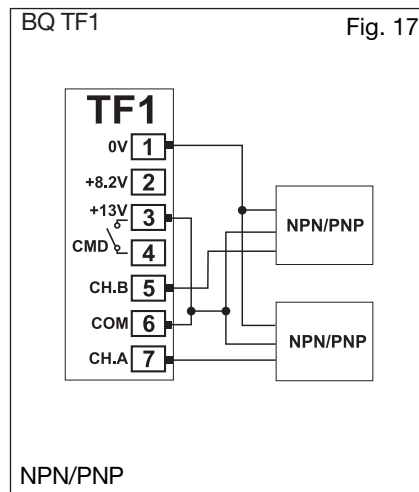 BQ TF1
Fig. 17
TF1
0V 1
+8.2V 2
+13V 3
CMD 4
CH.B 5
COM 6
CH.A 7
NPN/PNP
NPN/PNP
NPN/PNP